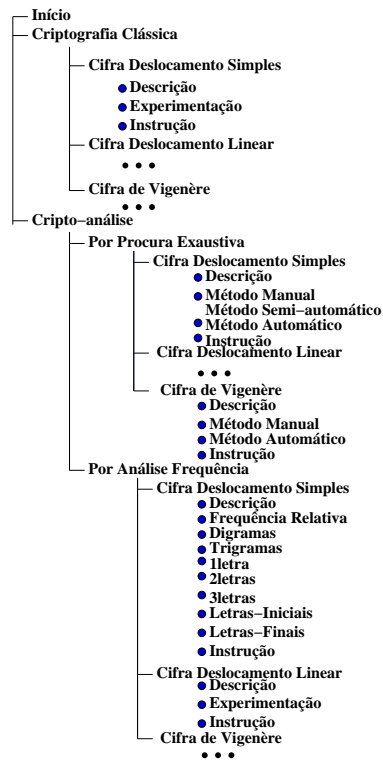 Início
Criptografia Clássica
Cifra Deslocamento Simples
Descrição
Experimentação
Instrução
Cifra Deslocamento Linear
• • •
Cifra de Vigenère
• • •
Cripto−análise
Por Procura Exaustiva
Cifra Deslocamento Simples
Descrição
Método Manual
Método Semi−automático
Método Automático
Instrução
Cifra Deslocamento Linear
• • •
Cifra de Vigenère
Descrição
Método Manual
Método Automático
Instrução
Por Análise Frequência
Cifra Deslocamento Simples
Descrição
Frequência Relativa
Digramas
Trigramas
1letra
2letras
3letras
Letras−Iniciais
Letras−Finais
Instrução
Cifra Deslocamento Linear
Descrição
Experimentação
Instrução
Cifra de Vigenère
• • •